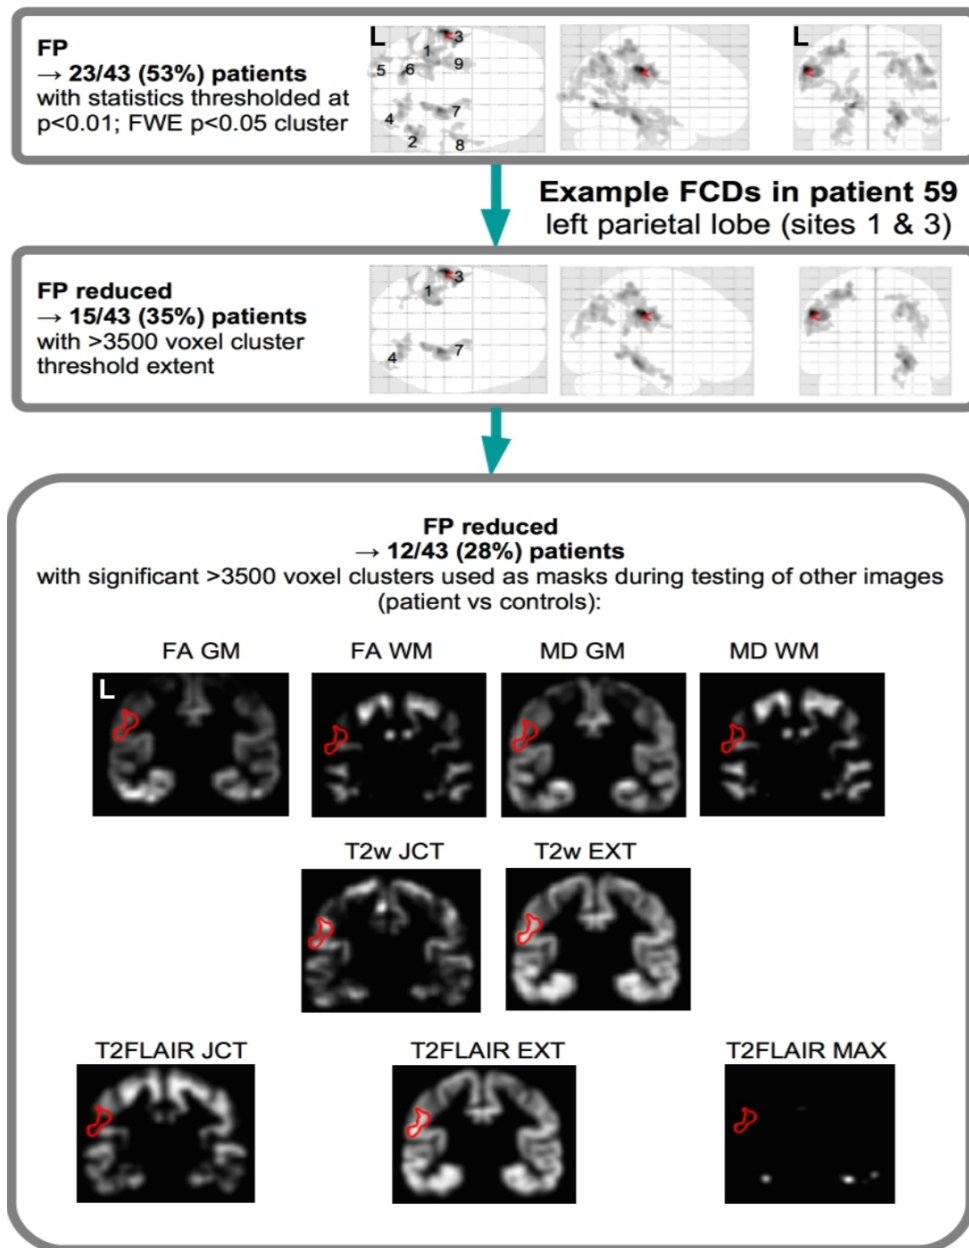 FP
→ 23/43 (53%) patients
with statistics thresholded at
p<0.01; FWE p<0.05 cluster
L
L
3
1
9
5
6
4
7
2
8
Example FCDs in patient 59
left parietal lobe (sites 1 & 3)
FP reduced
→ 15/43 (35%) patients
with >3500 voxel cluster
threshold extent
3
1
4
7
FP reduced
→ 12/43 (28%) patients
with significant >3500 voxel clusters used as masks during testing of other images
(patient vs controls):
FA GM
FA WM
MD GM
MD WM
L
T2w JCT
T2w EXT
T2FLAIR JCT
T2FLAIR EXT
T2FLAIR MAX